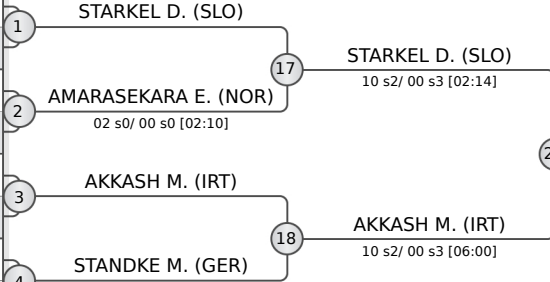 STARKEL D. (SLO)
1
17
STARKEL D. (SLO)
10 s2/ 00 s3 [02:14]
AMARASEKARA E. (NOR)
2
02 s0/ 00 s0 [02:10]
AKKASH M. (IRT)
3
18
AKKASH M. (IRT)
10 s2/ 00 s3 [06:00]
STANDKE M. (GER)
4